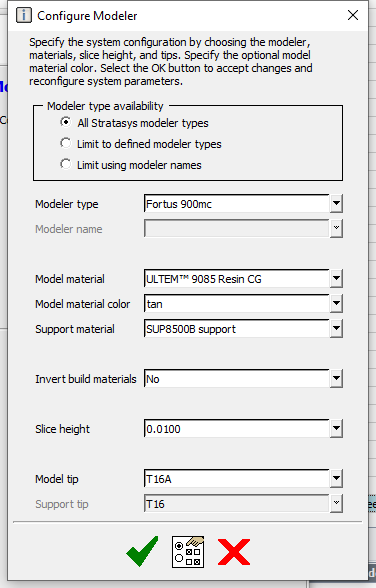 Configure Modeler
Specify the system configuration by choosing the modeler,
materials, slice height, and tips. Specify the optional model
material color. Select the OK button to accept changes and
reconfigure system parameters.
Modeler type availability
All Stratasys modeler types
Limit to defined modeler types
Limit using modeler names
Modeler type Fortus 900mc
Modeler name
Model material ULTEM™ 9085 Resin CG
Model material color tan
Support material SUP8500B support
Invert build materials No
Slice height 0.0100
Model tip T16A
Support tip T16